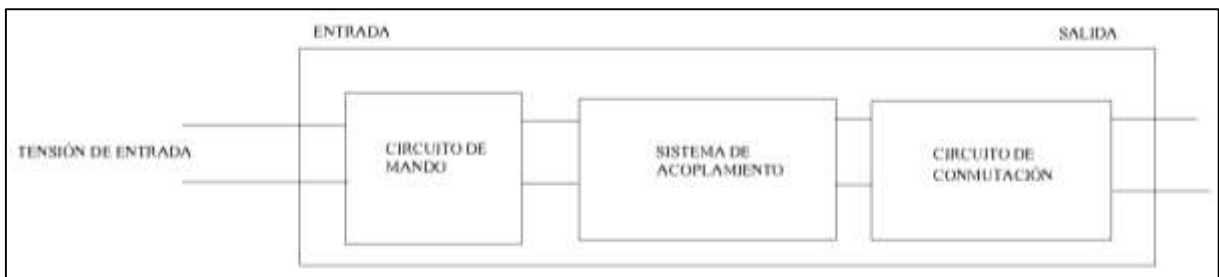 ENTRADA
SALIDA
TENSIÓN DE ENTRADA
CIRCUITO DE
MANDO
SISTEMA DE
ACOPLAMIENTO
CIRCUITO DE
CONMUTACIÓN